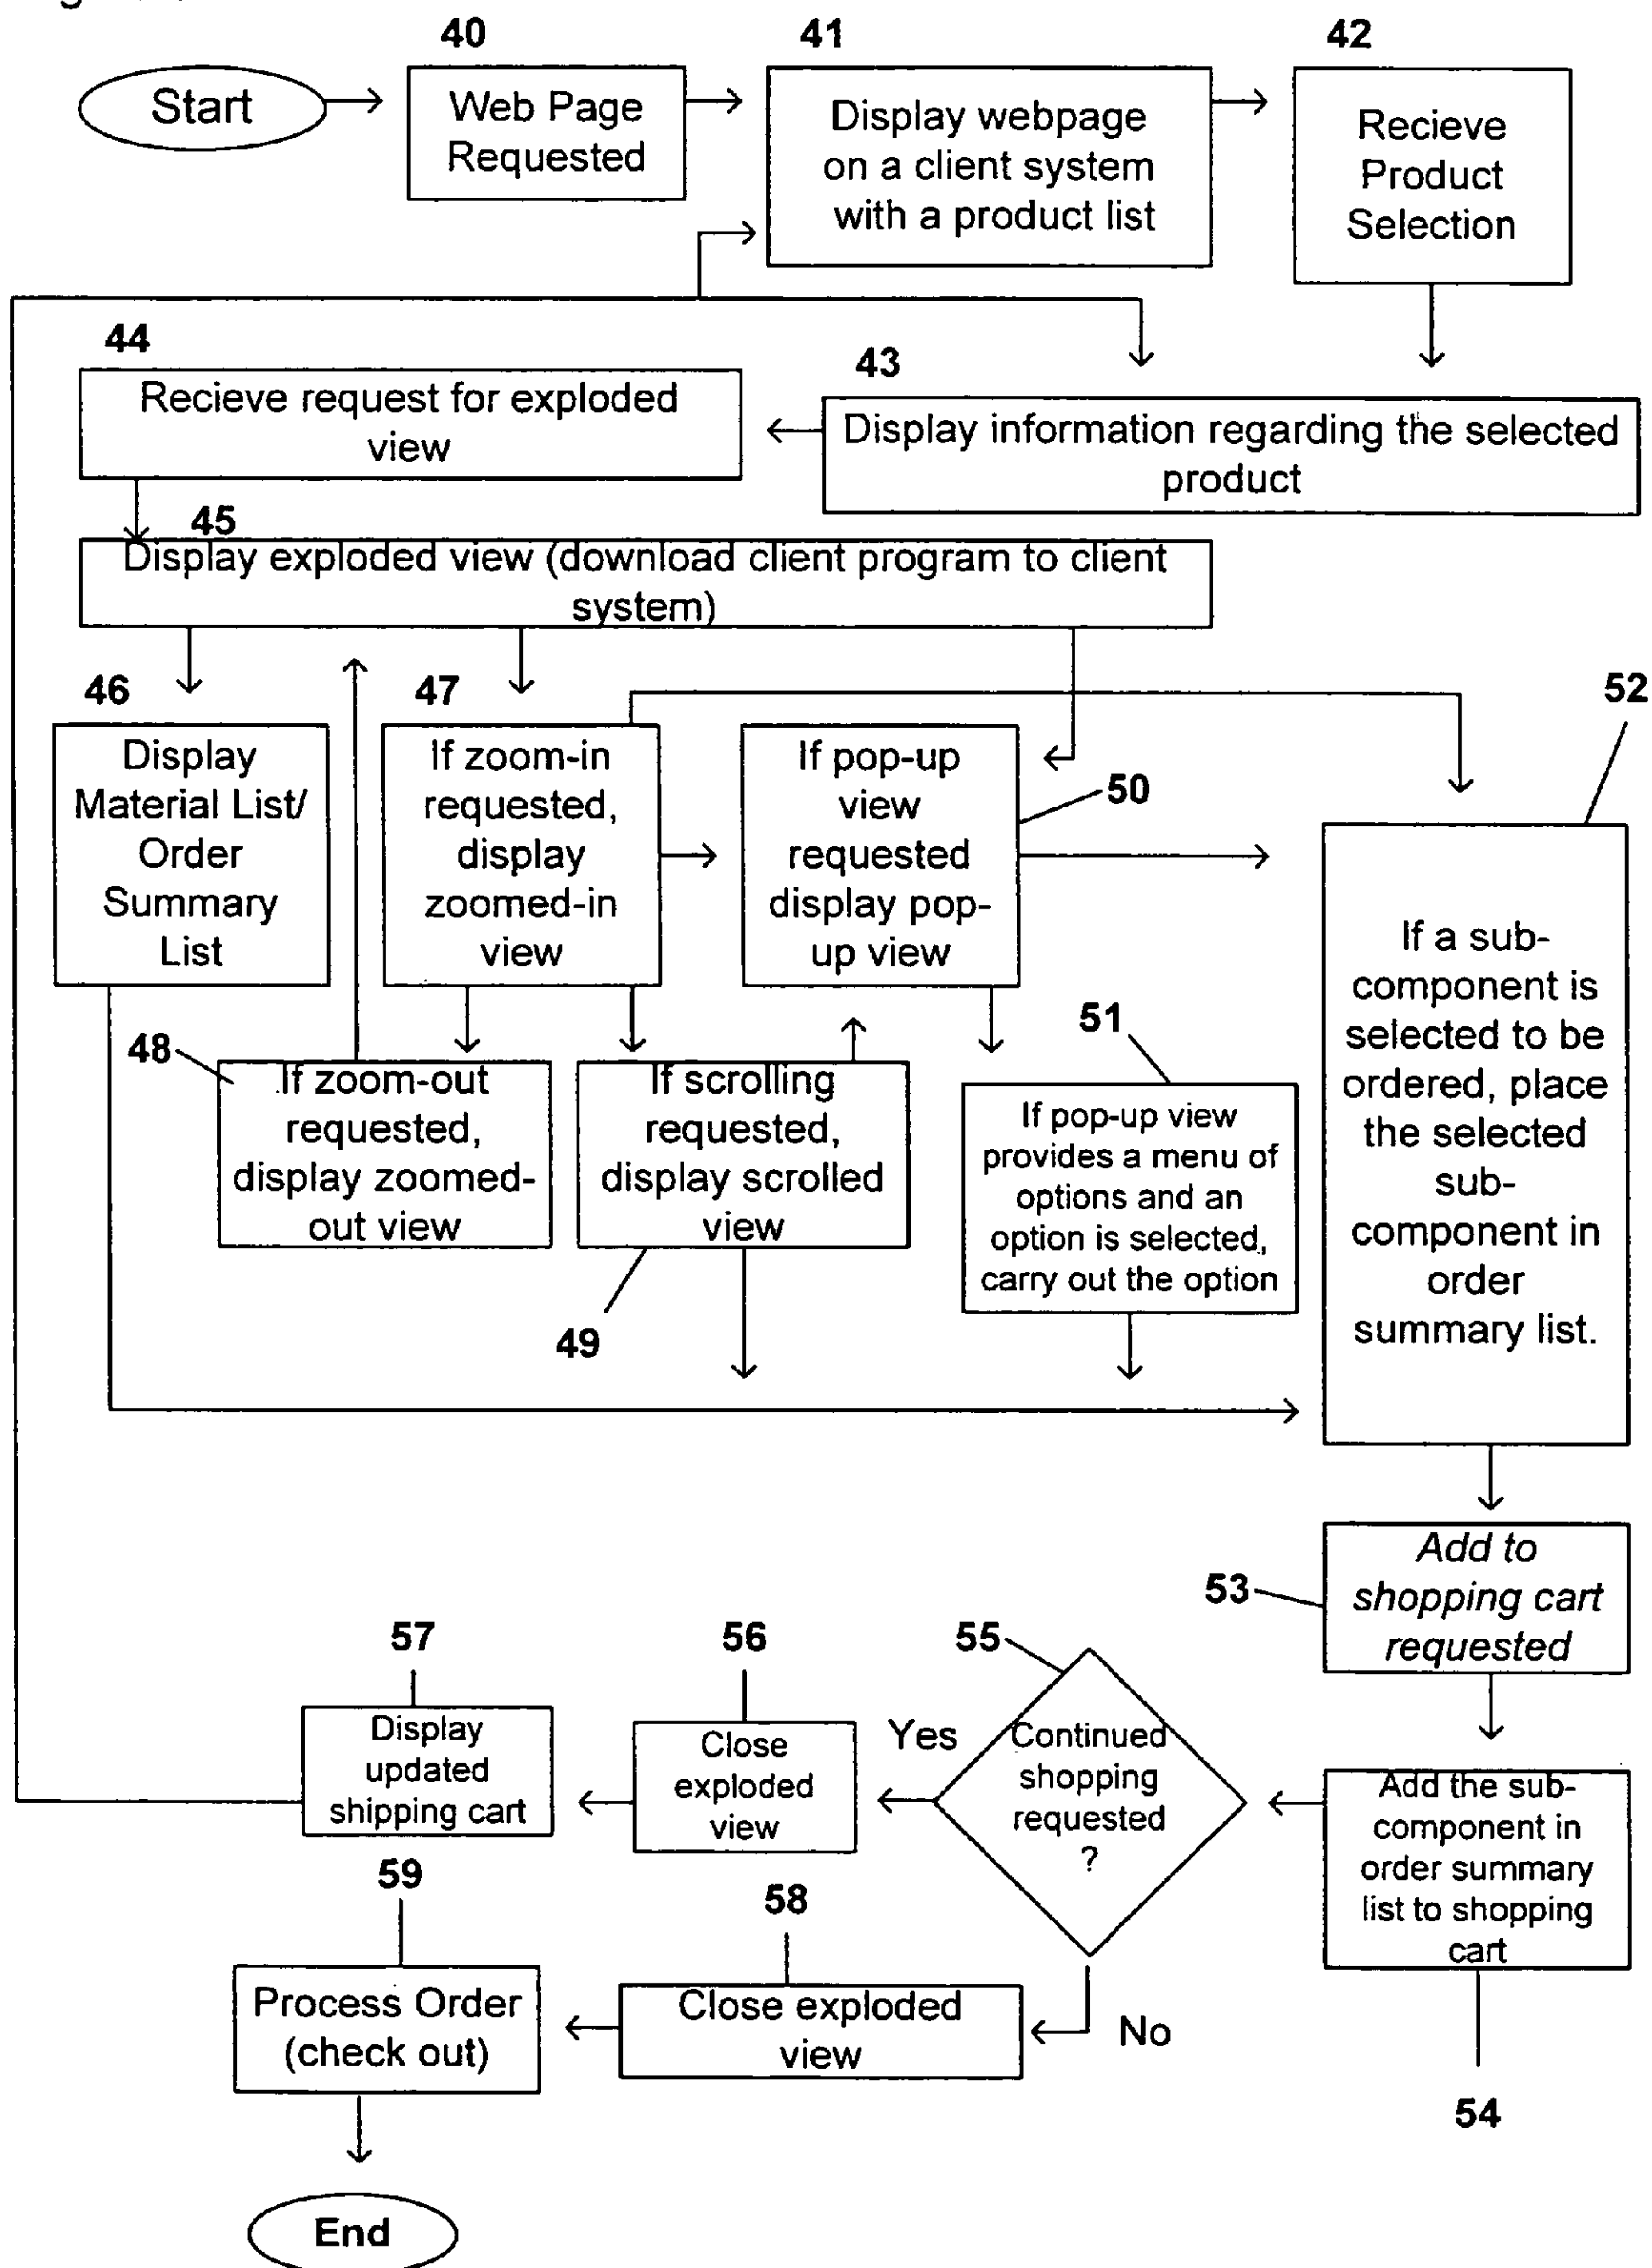 40
41
42
Start
Web Page
Requested
Display webpage
on a client system
with a product list
Recieve
Product
Selection
44
43
Recieve request for exploded
view
Display information regarding the selected
product
45
Display exploded view (download client program to client
system)
46
47
52
Display
Material List/
Order
Summary
List
If zoom-in
requested,
display
zoomed-in
view
If pop-up
view
requested
display pop-
up view
50
If a sub-
component is
selected to be
ordered, place
the selected
sub-
component in
order
summary list.
48
If zoom-out
requested,
display zoomed-
out view
If scrolling
requested,
display scrolled
view
49
51
If pop-up view
provides a menu of
options and an
option is selected,
carry out the option
53
Add to
shopping cart
requested
57
56
55
Display
updated
shipping cart
Close
exploded
view
Yes
Continued
shopping
requested
?
Add the sub-
component in
order summary
list to shopping
cart
54
59
58
Process Order
(check out)
Close exploded
view
No
End